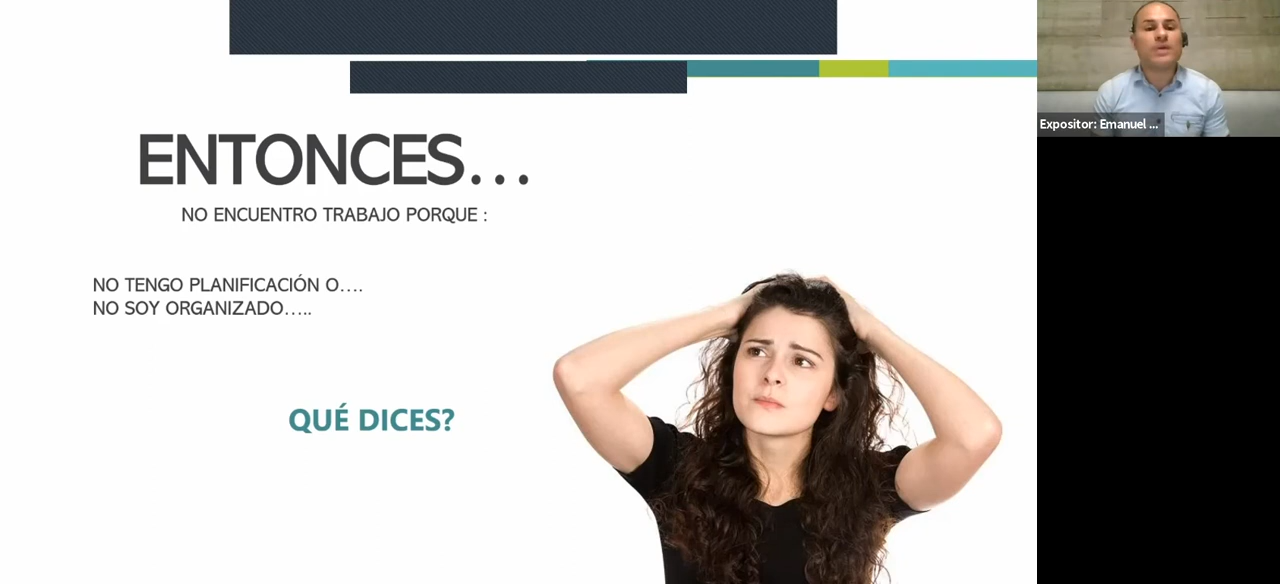 ENTONCES...
NO ENCUENTRO TRABAJO PORQUE :
NO TENGO PLANIFICACIÓN O....
NO SOY ORGANIZADO.....
QUÉ DICES?
Expositor: Emanuel ...